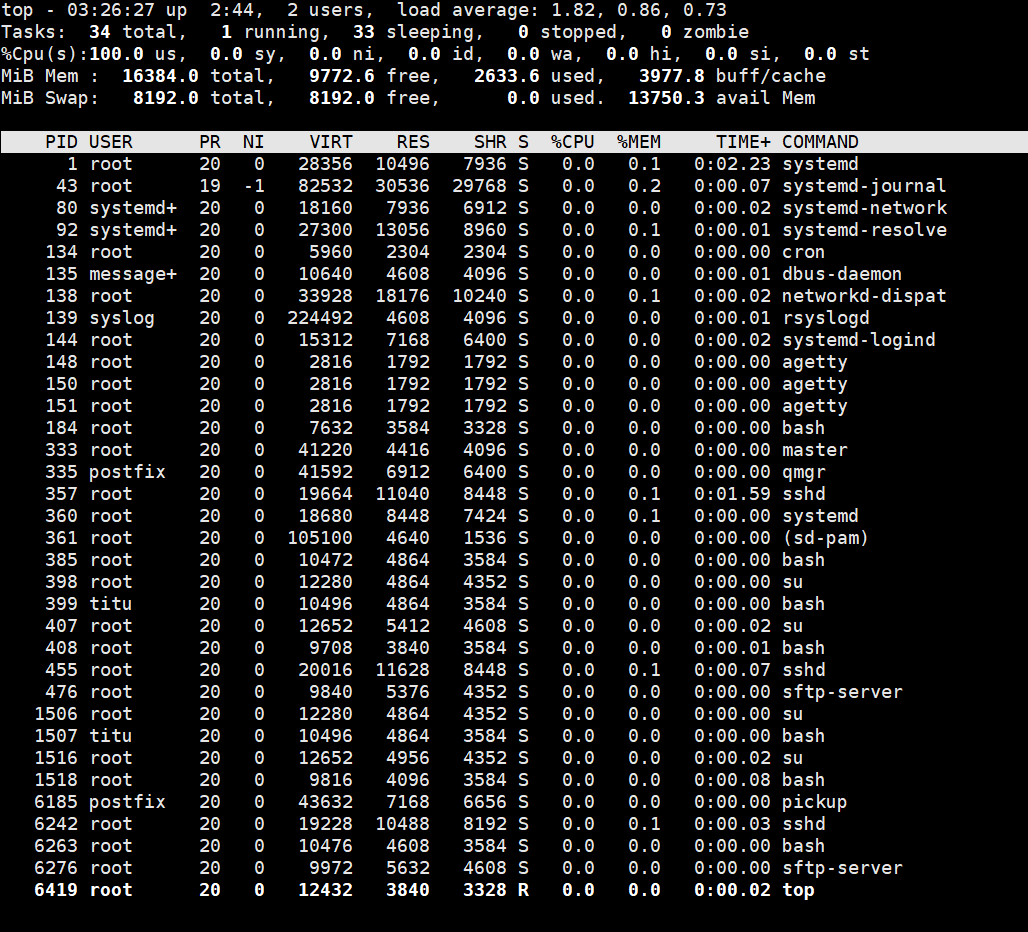 top - 03:26:27 up  2:44,  2 users,  load average: 1.82, 0.86, 0.73
Tasks:  34 total,   1 running,  33 sleeping,   0 stopped,   0 zombie
%Cpu(s):100.0 us,  0.0 sy,  0.0 ni,  0.0 id,  0.0 wa,  0.0 hi,  0.0 si,  0.0 st
MiB Mem :  16384.0 total,   9772.6 free,   2633.6 used,   3977.8 buff/cache
MiB Swap:   8192.0 total,   8192.0 free,      0.0 used.  13750.3 avail Mem
    PID USER      PR  NI    VIRT    RES    SHR S  %CPU  %MEM     TIME+ COMMAND
      1 root      20   0   28356  10496   7936 S   0.0   0.1   0:02.23 systemd
     43 root      19  -1   82532  30536  29768 S   0.0   0.2   0:00.07 systemd-journal
     80 systemd+  20   0   18160   7936   6912 S   0.0   0.0   0:00.02 systemd-network
     92 systemd+  20   0   27300  13056   8960 S   0.0   0.1   0:00.01 systemd-resolve
    134 root      20   0    5960   2304   2304 S   0.0   0.0   0:00.00 cron
    135 message+  20   0   10640   4608   4096 S   0.0   0.0   0:00.01 dbus-daemon
    138 root      20   0   33928  18176  10240 S   0.0   0.1   0:00.02 networkd-dispat
    139 syslog    20   0  224492   4608   4096 S   0.0   0.0   0:00.01 rsyslogd
    144 root      20   0   15312   7168   6400 S   0.0   0.0   0:00.02 systemd-logind
    148 root      20   0    2816   1792   1792 S   0.0   0.0   0:00.00 agetty
    150 root      20   0    2816   1792   1792 S   0.0   0.0   0:00.00 agetty
    151 root      20   0    2816   1792   1792 S   0.0   0.0   0:00.00 agetty
    184 root      20   0    7632   3584   3328 S   0.0   0.0   0:00.00 bash
    333 root      20   0   41220   4416   4096 S   0.0   0.0   0:00.00 master
    335 postfix   20   0   41592   6912   6400 S   0.0   0.0   0:00.00 qmgr
    357 root      20   0   19664  11040   8448 S   0.0   0.1   0:01.59 sshd
    360 root      20   0   18680   8448   7424 S   0.0   0.1   0:00.00 systemd
    361 root      20   0  105100   4640   1536 S   0.0   0.0   0:00.00 (sd-pam)
    385 root      20   0   10472   4864   3584 S   0.0   0.0   0:00.00 bash
    398 root      20   0   12280   4864   4352 S   0.0   0.0   0:00.00 su
    399 titu      20   0   10496   4864   3584 S   0.0   0.0   0:00.00 bash
    407 root      20   0   12652   5412   4608 S   0.0   0.0   0:00.02 su
    408 root      20   0    9708   3840   3584 S   0.0   0.0   0:00.01 bash
    455 root      20   0   20016  11628   8448 S   0.0   0.1   0:00.07 sshd
    476 root      20   0    9840   5376   4352 S   0.0   0.0   0:00.00 sftp-server
   1506 root      20   0   12280   4864   4352 S   0.0   0.0   0:00.00 su
   1507 titu      20   0   10496   4864   3584 S   0.0   0.0   0:00.00 bash
   1516 root      20   0   12652   4956   4352 S   0.0   0.0   0:00.02 su
   1518 root      20   0    9816   4096   3584 S   0.0   0.0   0:00.08 bash
   6185 postfix   20   0   43632   7168   6656 S   0.0   0.0   0:00.00 pickup
   6242 root      20   0   19228  10488   8192 S   0.0   0.1   0:00.03 sshd
   6263 root      20   0   10476   4608   3584 S   0.0   0.0   0:00.00 bash
   6276 root      20   0    9972   5632   4608 S   0.0   0.0   0:00.00 sftp-server
   6419 root      20   0   12432   3840   3328 R   0.0   0.0   0:00.02 top